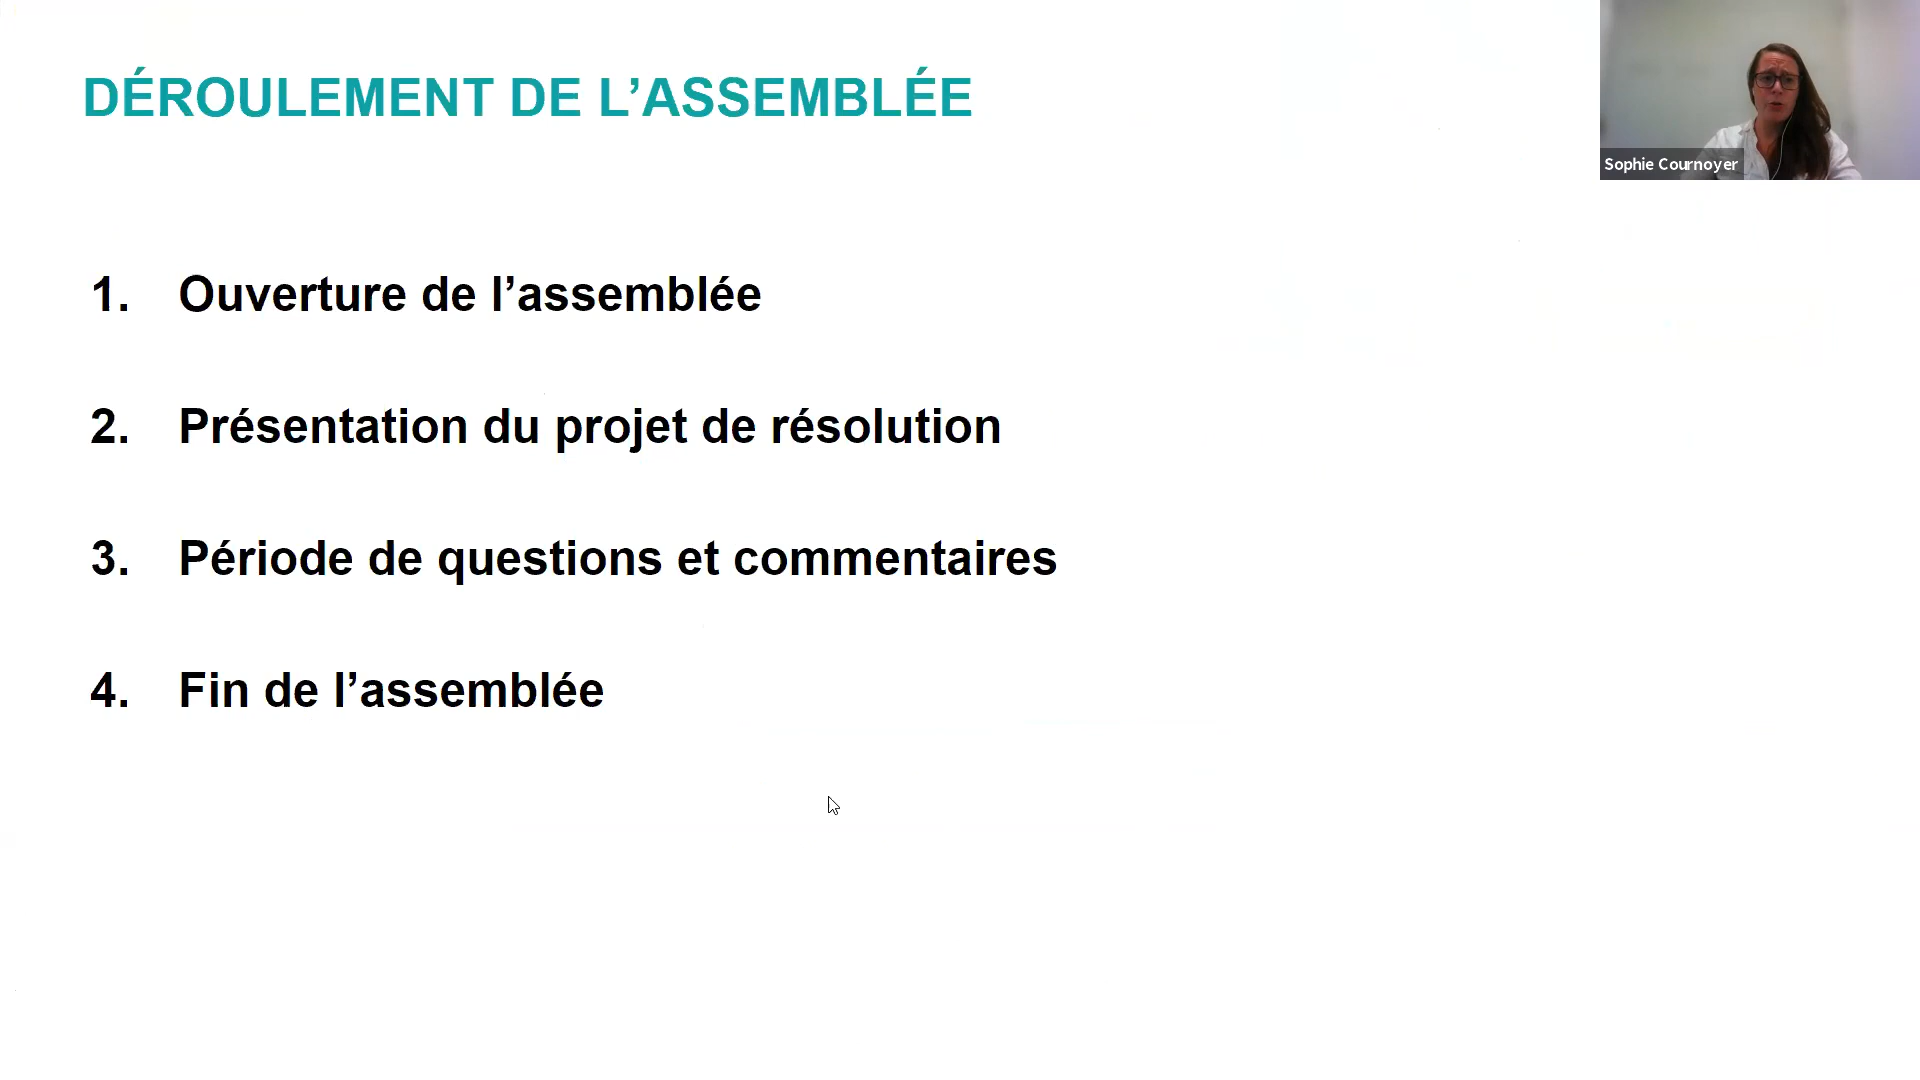 DÉROULEMENT DE L’ASSEMBLÉE
Sophie Cournoyer
1. Ouverture de l’assemblée
2. Présentation du projet de résolution
3. Période de questions et commentaires
4. Fin de l’assemblée